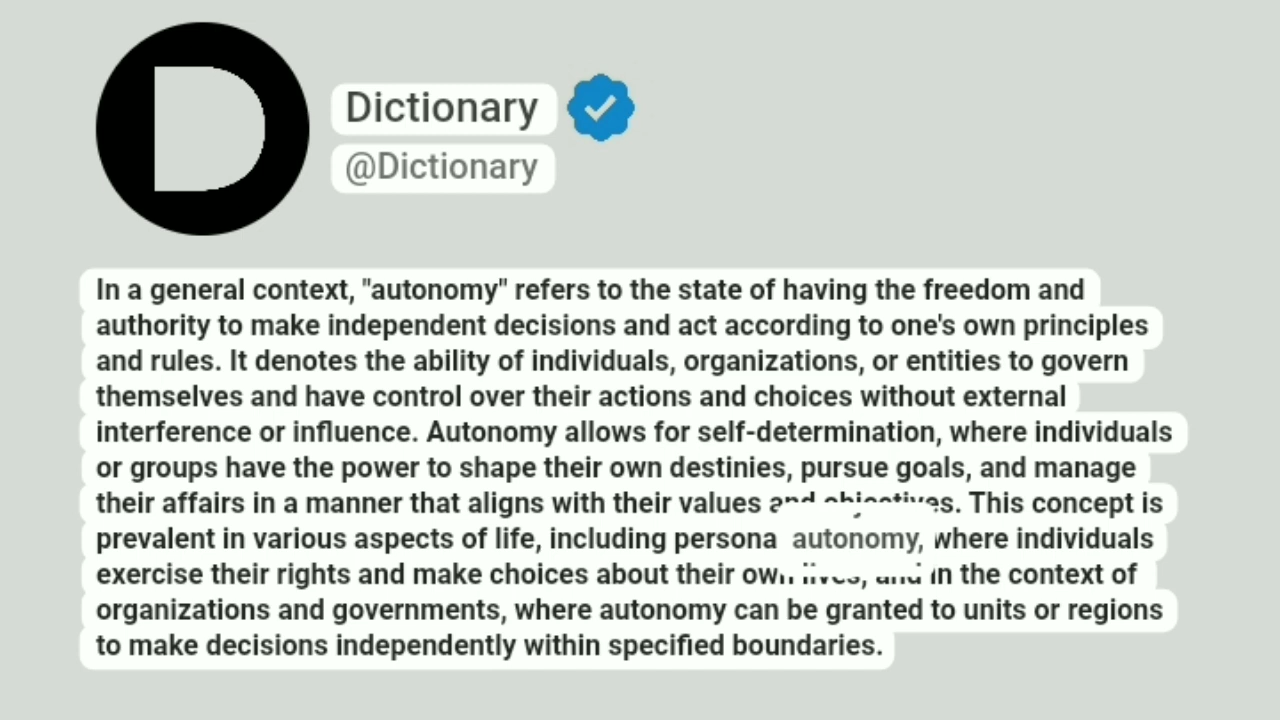 D
Dictionary
@Dictionary
In a general context, "autonomy" refers to the state of having the freedom and
authority to make independent decisions and act according to one's own principles
and rules. It denotes the ability of individuals, organizations, or entities to govern
themselves and have control over their actions and choices without external
interference or influence. Autonomy allows for self-determination, where individuals
or groups have the power to shape their own destinies, pursue goals, and manage
their affairs in a manner that aligns with their values and objectives. This concept is
prevalent in various aspects of life, including persona autonomy, where individuals
exercise their rights and make choices about their own lives, and in the context of
organizations and governments, where autonomy can be granted to units or regions
to make decisions independently within specified boundaries.